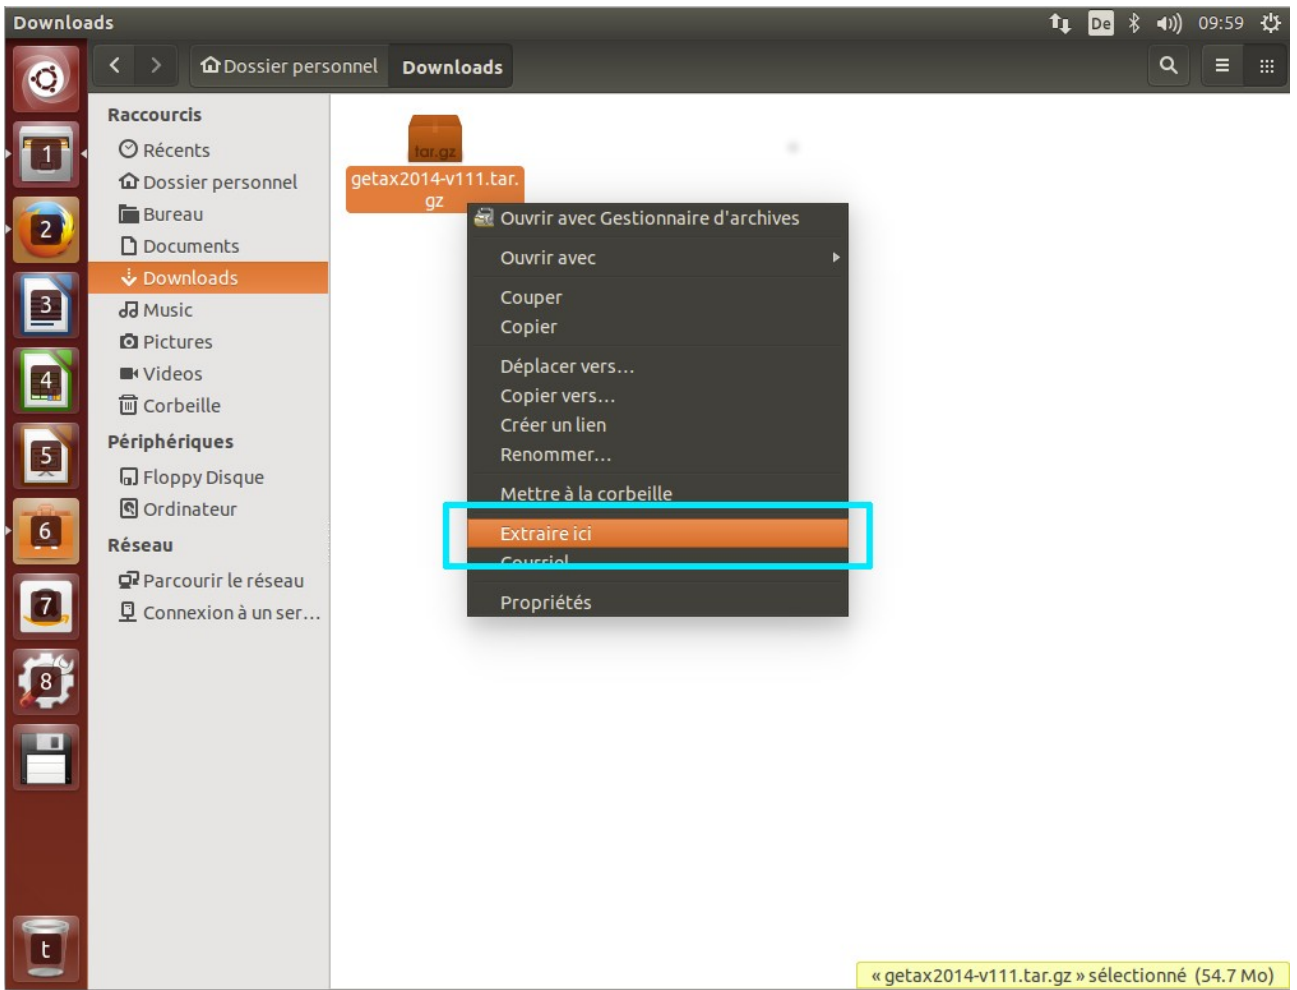 Downloads
De
09:59
Dossier personnel
Downloads
Raccourcis
Récents
Dossier personnel
Bureau
Documents
Downloads
Music
Pictures
Videos
Corbeille
Périphériques
Floppy Disque
Ordinateur
Réseau
Parcourir le réseau
Connexion à un ser…
1
2
3
4
5
6
7
8
t
tar.gz
getax2014-v111.tar.
gz
Ouvrir avec Gestionnaire d'archives
Ouvrir avec
Couper
Copier
Déplacer vers…
Copier vers…
Créer un lien
Renommer…
Mettre à la corbeille
Extraire ici
Courriel
Propriétés
« getax2014-v111.tar.gz » sélectionné (54.7 Mo)